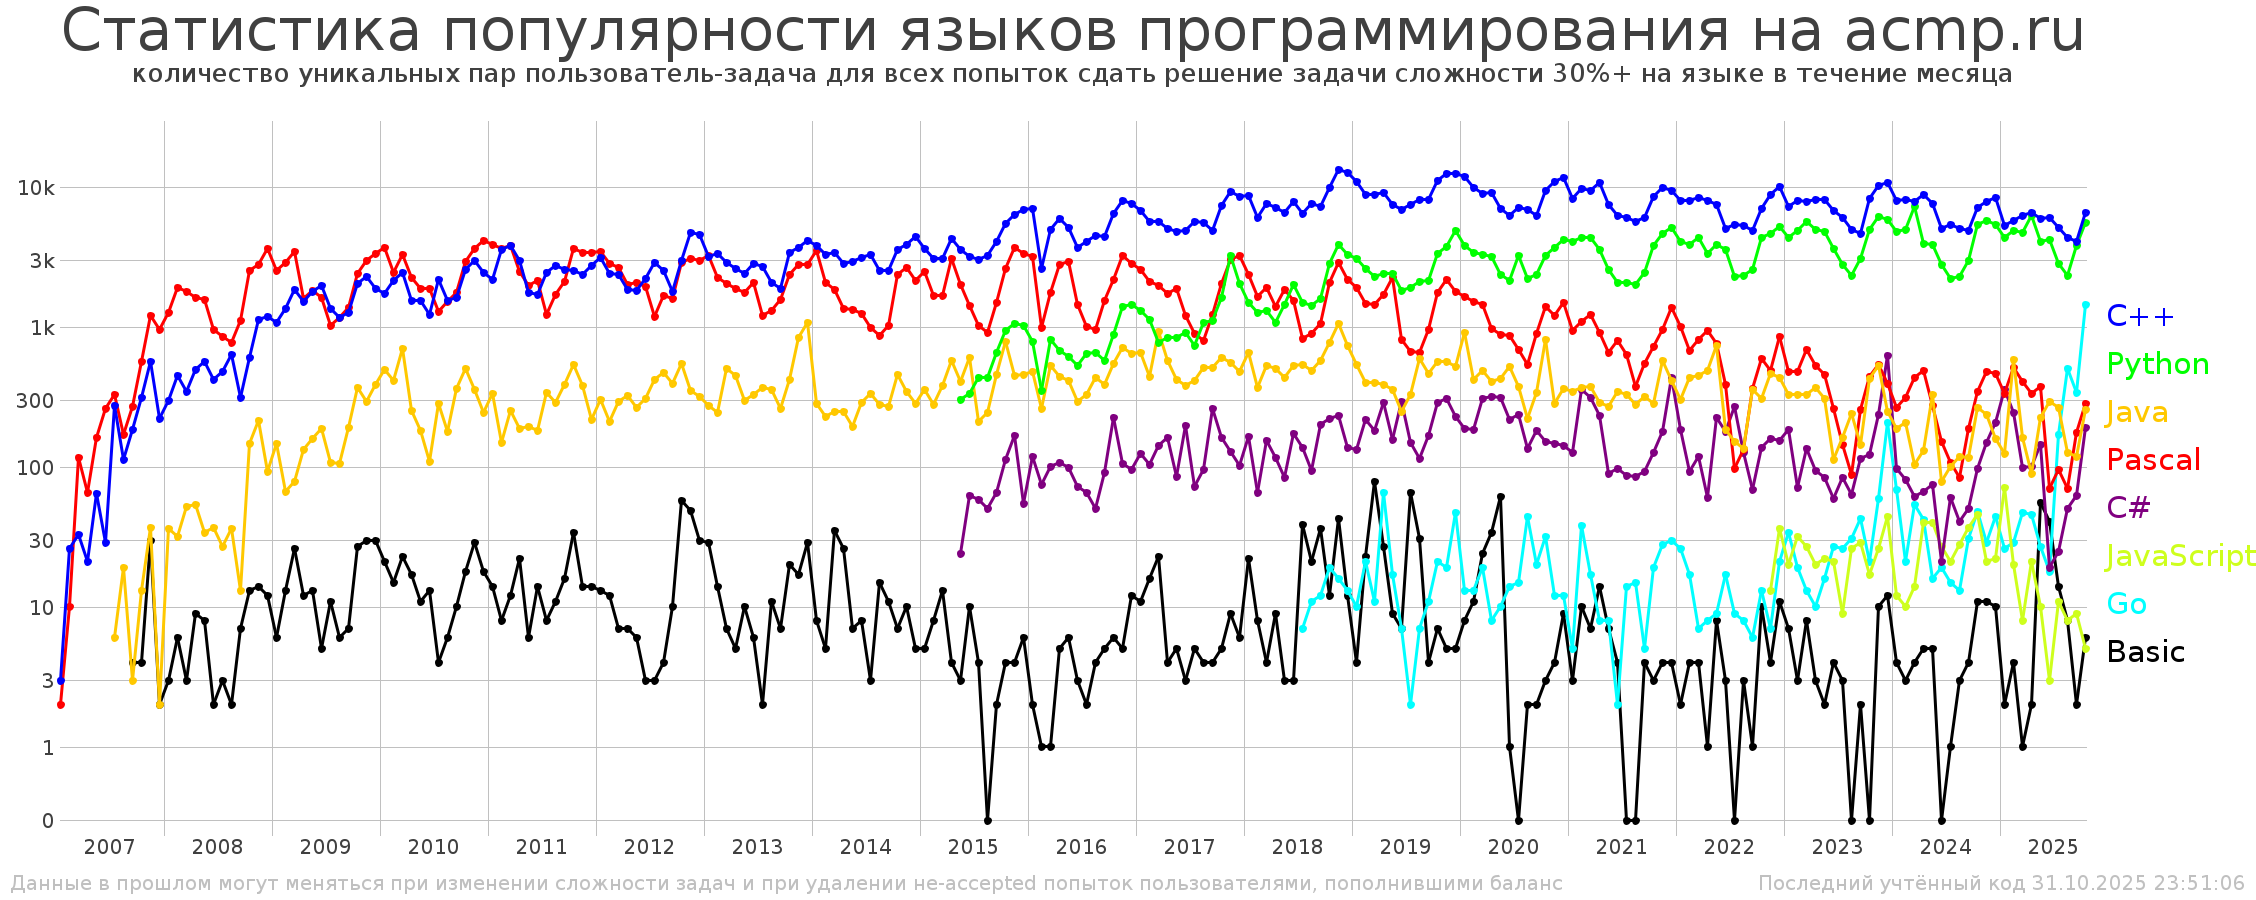 Статистика популярности языков программирования на acmp.ru
количество уникальных пар пользователь-задача для всех попыток сдать решение задачи сложности 30%+ на языке в течение месяца
10k
3k
1k
300
100
30
10
3
1
0
C++
Python
Java
Pascal
C#
JavaScript
Go
Basic
2007 2008 2009 2010 2011 2012 2013 2014 2015 2016 2017 2018 2019 2020 2021 2022 2023 2024 2025
Данные в прошлом могут меняться при изменении сложности задач и при удалении не-accepted попыток пользователями, пополнившими баланс
Последний учтённый код 31.10.2025 23:51:06